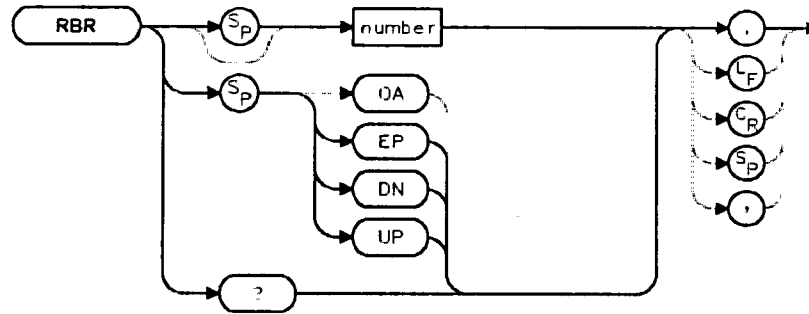 RBR
SP
number
,
LF
SP
OA
CR
EP
SP
DN
,
UP
?